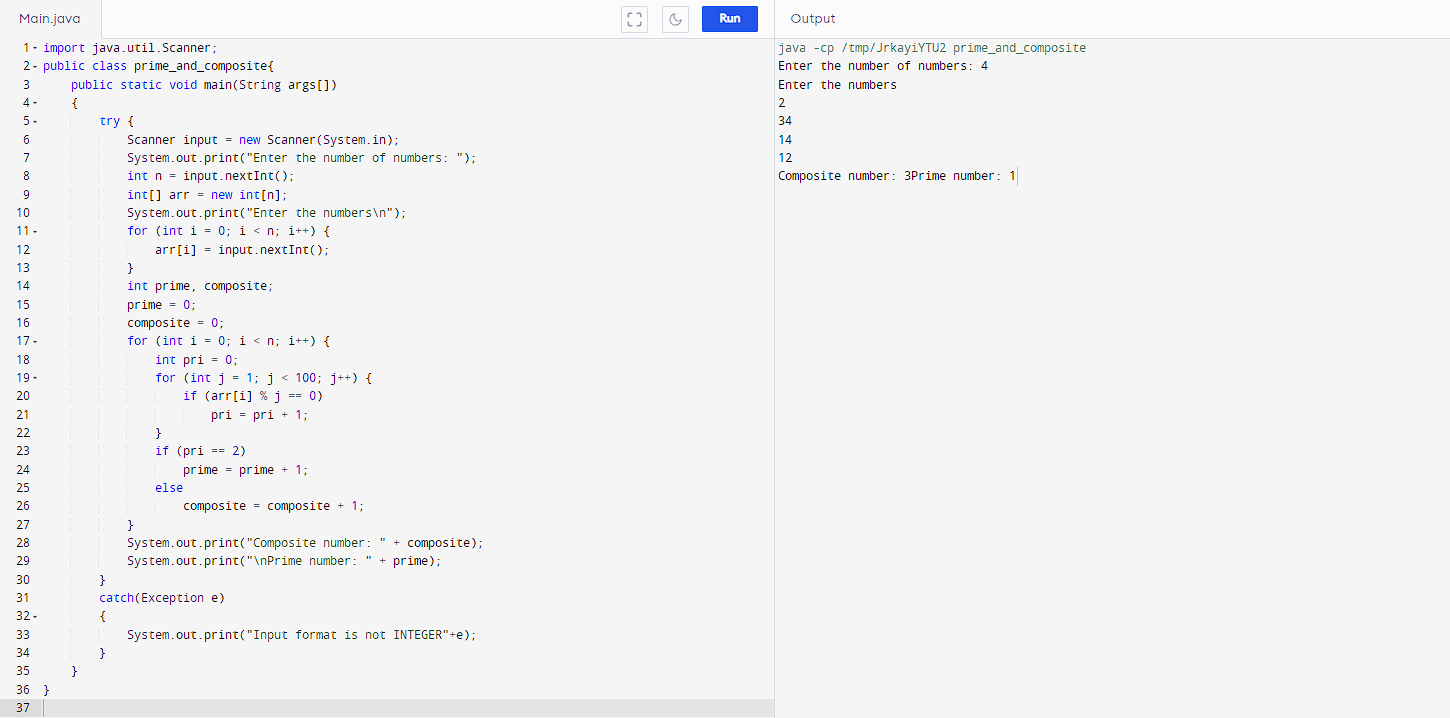 Main.java
Run
Output
1 import java.util.Scanner;
2 public class prime_and_composite{
3 public static void main(String args[])
4 {
5 try {
6 Scanner input = new Scanner(System.in);
7 System.out.print("Enter the number of numbers: ");
8 int n = input.nextInt();
9 int[] arr = new int[n];
10 System.out.print("Enter the numbers\n");
11 for (int i = 0; i < n; i++) {
12 arr[i] = input.nextInt();
13 }
14 int prime, composite;
15 prime = 0;
16 composite = 0;
17 for (int i = 0; i < n; i++) {
18 int pri = 0;
19 for (int j = 1; j < 100; j++) {
20 if (arr[i] % j == 0)
21 pri = pri + 1;
22 }
23 if (pri == 2)
24 prime = prime + 1;
25 else
26 composite = composite + 1;
27 }
28 System.out.print("Composite number: " + composite);
29 System.out.print("\nPrime number: " + prime);
30 }
31 catch(Exception e)
32 {
33 System.out.print("Input format is not INTEGER"+e);
34 }
35 }
36 }
37
java -cp /tmp/JrkayiYTU2 prime_and_composite
Enter the number of numbers: 4
Enter the numbers
2
34
14
12
Composite number: 3Prime number: 1